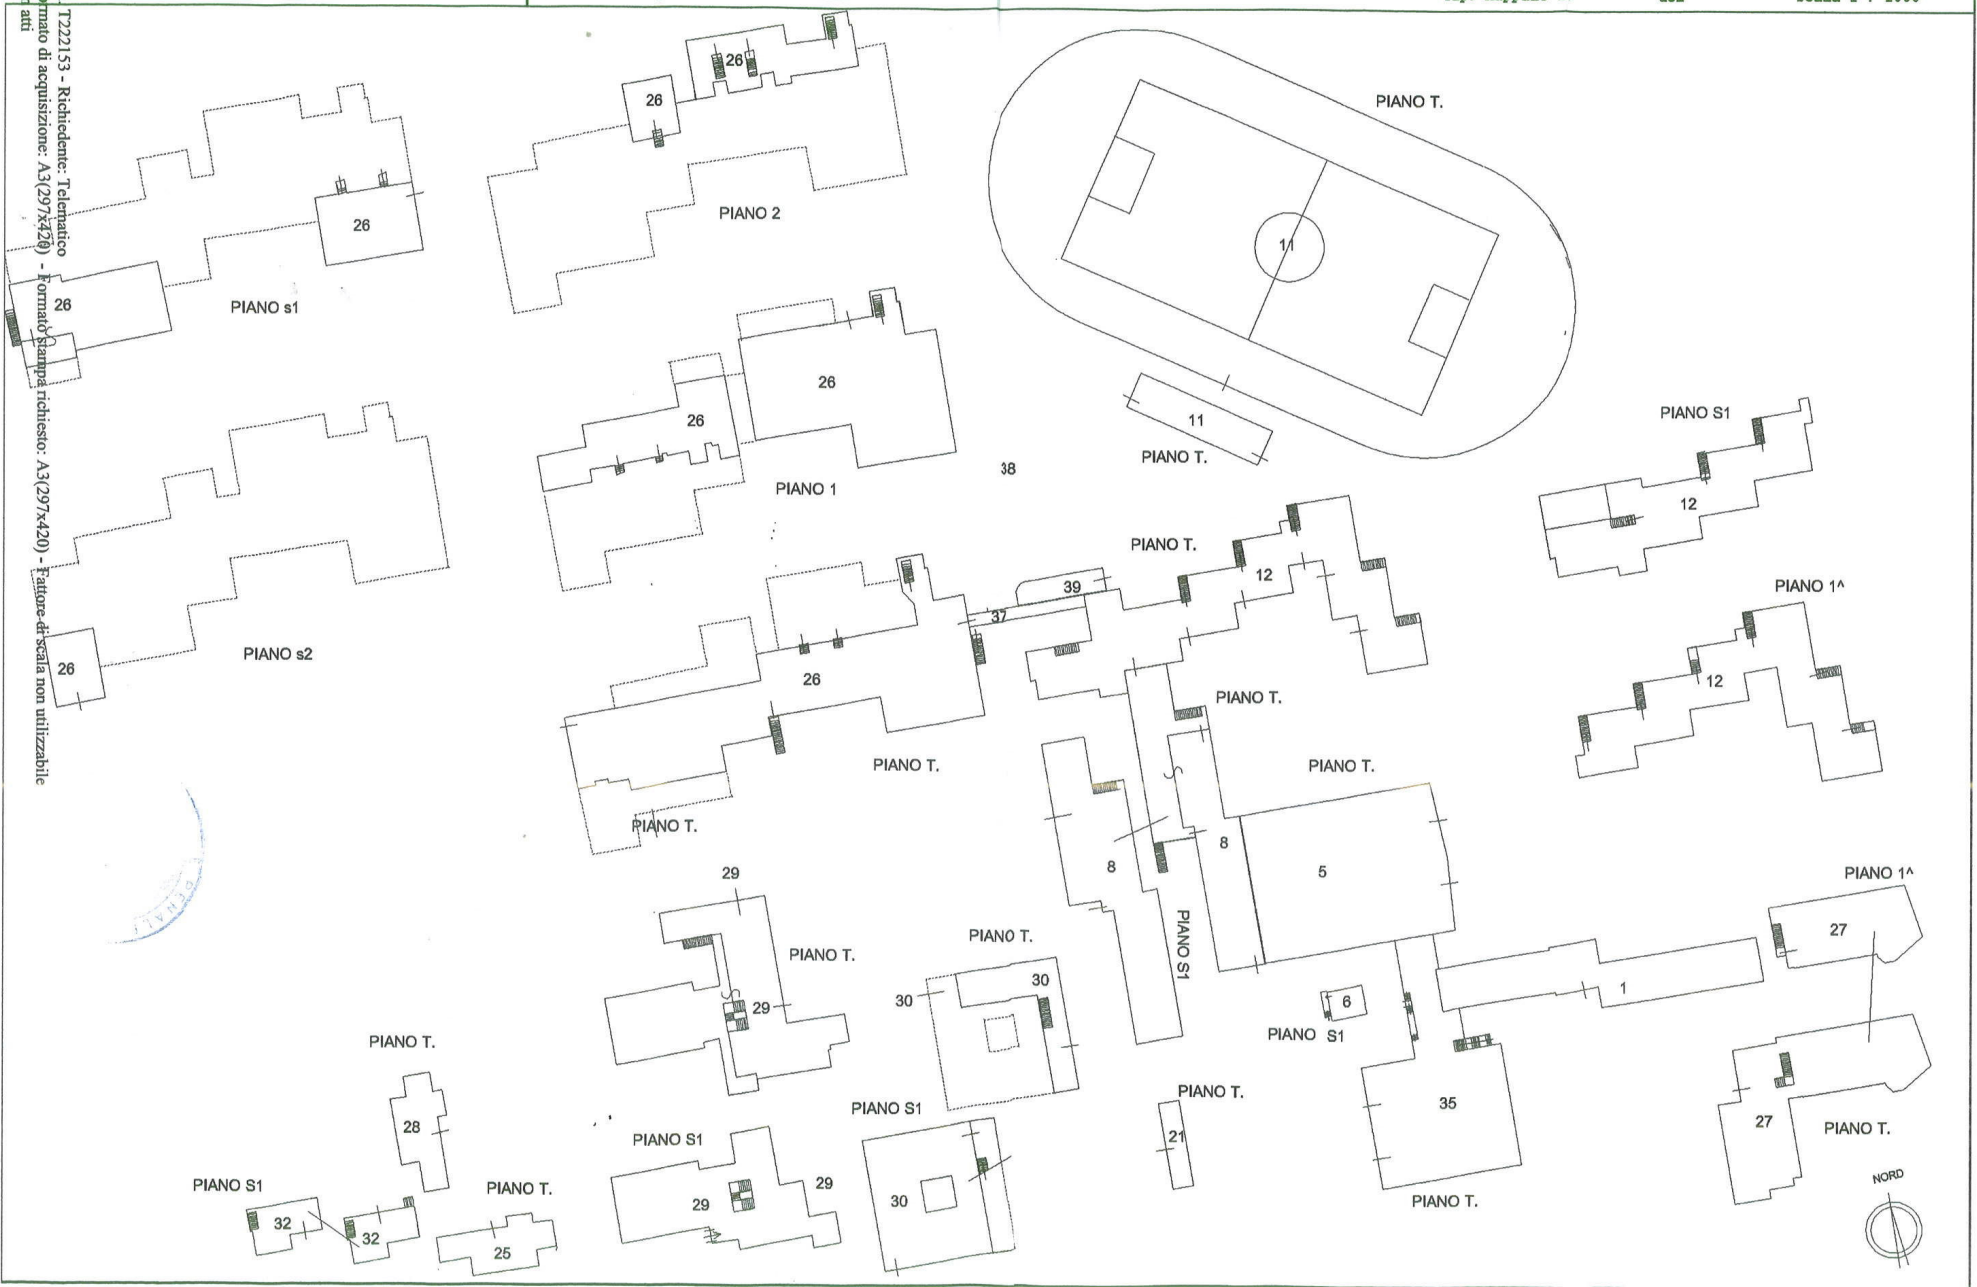 T222153 - Richiedente: Telematico
ormato di acquisizione: A3(297x420) - Formato stampa richiesto: A3(297x420) - Fattore di scala non utilizzabile
atti
26
26
PIANO T.
PIANO 2
26
11
26
PIANO s1
26
26
11
PIANO T.
PIANO S1
12
PIANO 1
38
PIANO T.
39
12
37
PIANO 1^
12
26
PIANO s2
26
PIANO T.
PIANO T.
PIANO T.
PIANO T.
8
8
5
PIANO S1
PIANO 1^
27
29
PIANO T.
29
PIANO T.
30
30
6
PIANO S1
1
PIANO T.
28
PIANO S1
32
32
PIANO T.
25
PIANO S1
29
29
PIANO S1
30
PIANO T.
21
35
PIANO T.
27
PIANO T.
NORD
PENALI